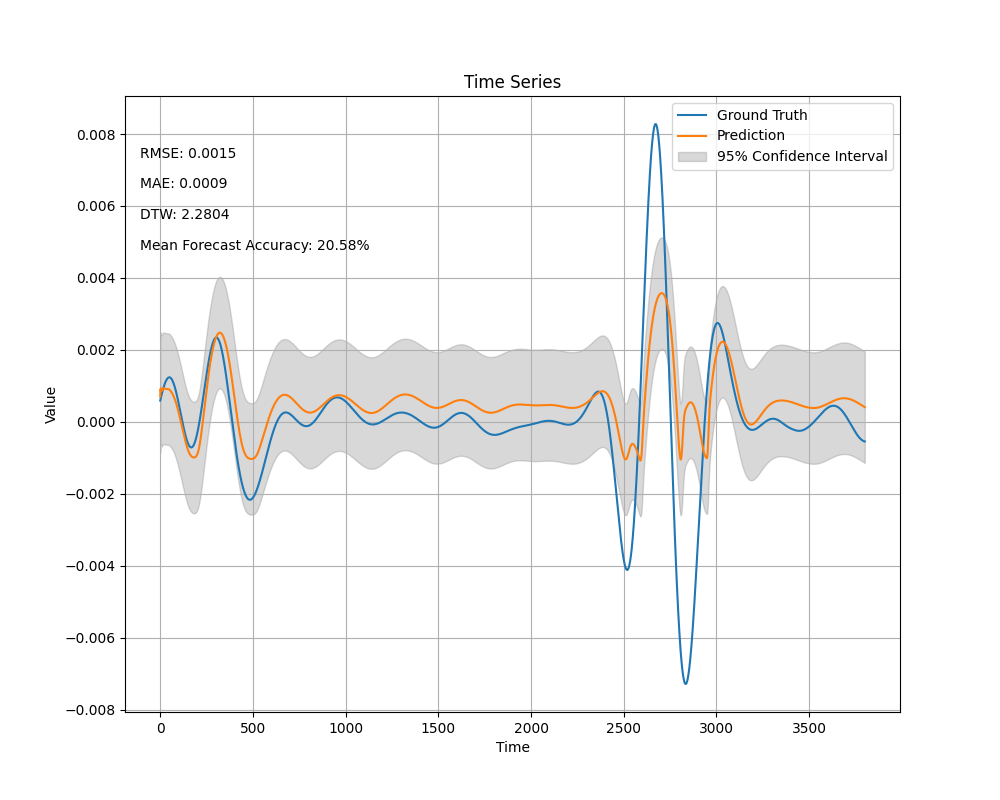 Time Series
Ground Truth
Prediction
95% Confidence Interval
RMSE: 0.0015
MAE: 0.0009
DTW: 2.2804
Mean Forecast Accuracy: 20.58%
Value
0.008
0.006
0.004
0.002
0.000
−0.002
−0.004
−0.006
−0.008
0 500 1000 1500 2000 2500 3000 3500
Time